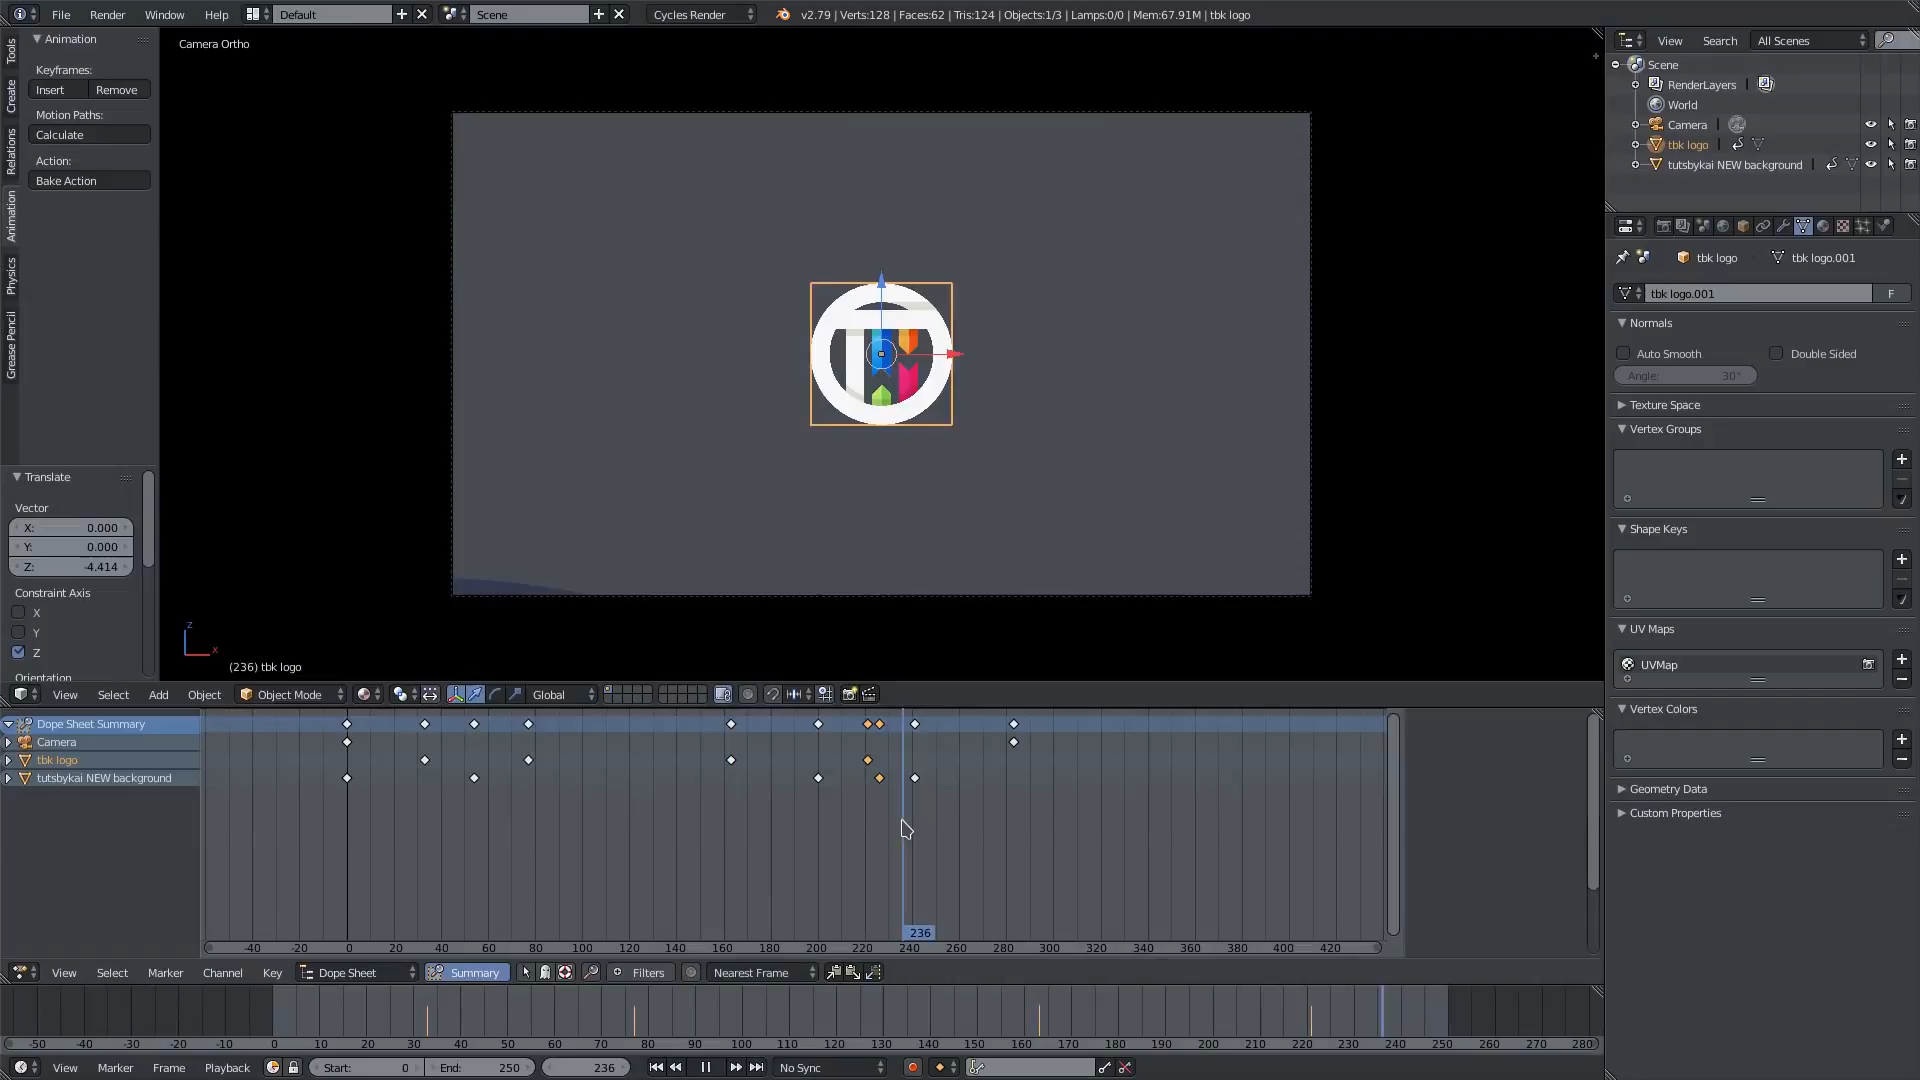 File Render Window Help Default Scene Cycles Render v2.79 | Verts:128 | Faces:62 | Tris:124 | Objects:1/3 | Lamps:0/0 | Mem:67.91M | tbk logo
Tools
Create
Relations
Animation
Physics
Grease Pencil
Animation
Keyframes:
Insert Remove
Motion Paths:
Calculate
Action:
Bake Action
Translate
Vector
X: 0.000
Y: 0.000
Z: -4.414
Constraint Axis
X
Y
Z
Orientation
Camera Ortho
z
x
(236) tbk logo
View Search All Scenes
Scene
RenderLayers
World
Camera
tbk logo
tutsbykai NEW background
tbk logo tbk logo.001
tbk logo.001 F
Normals
Auto Smooth Double Sided
Angle: 30°
Texture Space
Vertex Groups
Shape Keys
UV Maps
UVMap
Vertex Colors
Geometry Data
Custom Properties
View Select Add Object Object Mode Global
Dope Sheet Summary
Camera
tbk logo
tutsbykai NEW background
236
-40 -20 0 20 40 60 80 100 120 140 160 180 200 220 240 260 280 300 320 340 360 380 400 420
View Select Marker Channel Key Dope Sheet Summary Filters Nearest Frame
-50 -40 -30 -20 -10 0 10 20 30 40 50 60 70 80 90 100 110 120 130 140 150 160 170 180 190 200 210 220 230 240 250 260 270 280
View Marker Frame Playback Start: 0 End: 250 236 No Sync